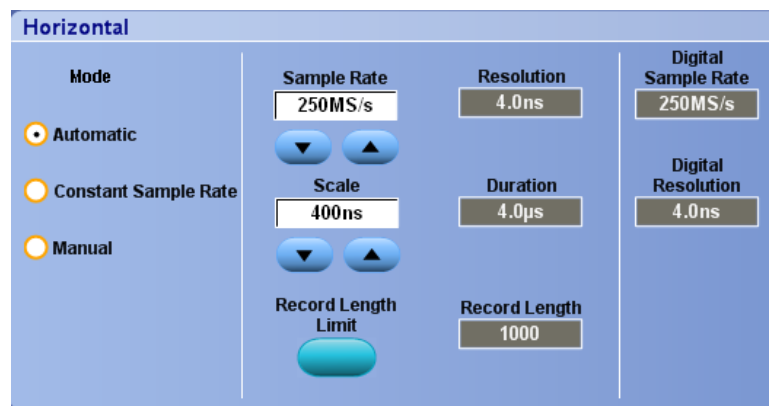 Horizontal
Mode
Automatic
Constant Sample Rate
Manual
Sample Rate
250MS/s
Scale
400ns
Record Length
Limit
Resolution
4.0ns
Duration
4.0µs
Record Length
1000
Digital
Sample Rate
250MS/s
Digital
Resolution
4.0ns